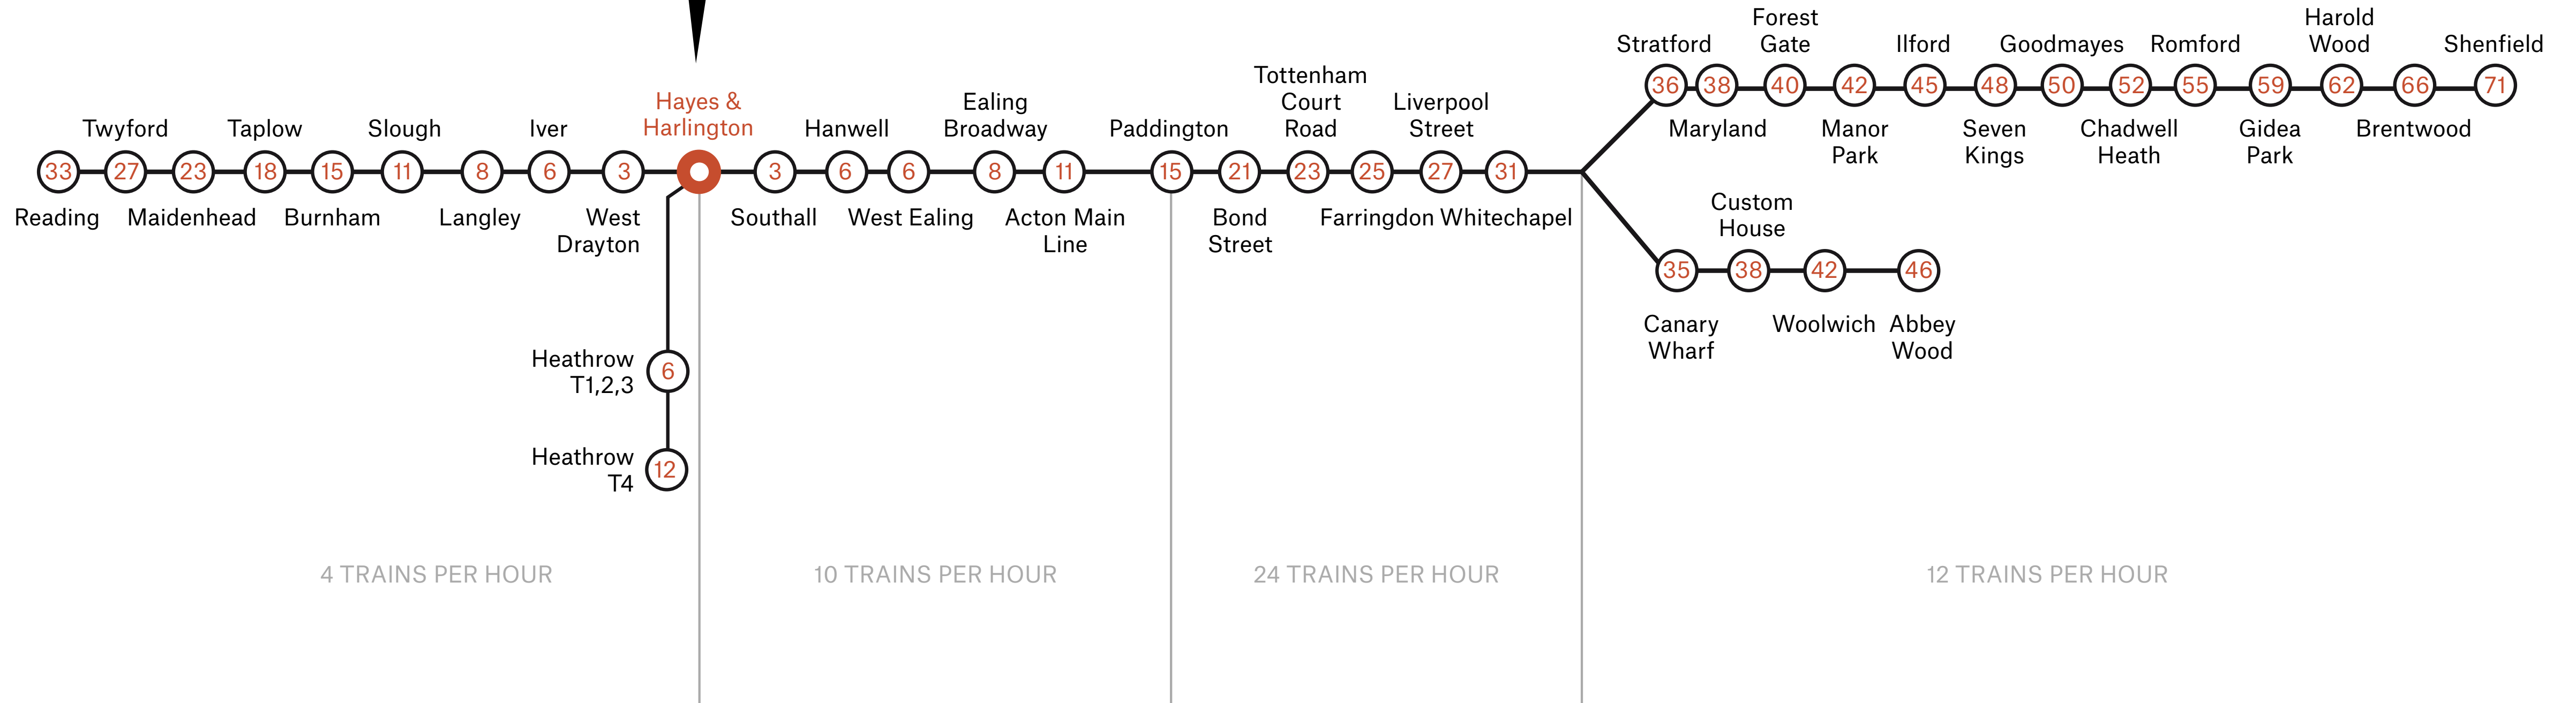 Forest
Gate
Harold
Wood
Stratford
Ilford
Goodmayes
Romford
Shenfield
36 38 40 42 45 48 50 52 55 59 62 66 71
Maryland
Manor
Park
Seven
Kings
Chadwell
Heath
Gidea
Park
Brentwood
Twyford
Taplow
Slough
Iver
Hayes &
Harlington
Hanwell
Ealing
Broadway
Paddington
Tottenham
Court
Road
Liverpool
Street
33 27 23 18 15 11 8 6 3 3 6 6 8 11 15 21 23 25 27 31
Reading
Maidenhead
Burnham
Langley
West
Drayton
Southall
West Ealing
Acton Main
Line
Bond
Street
Farringdon
Whitechapel
Custom
House
35 38 42 46
Canary
Wharf
Woolwich
Abbey
Wood
Heathrow
T1,2,3
6
Heathrow
T4
12
4 TRAINS PER HOUR
10 TRAINS PER HOUR
24 TRAINS PER HOUR
12 TRAINS PER HOUR